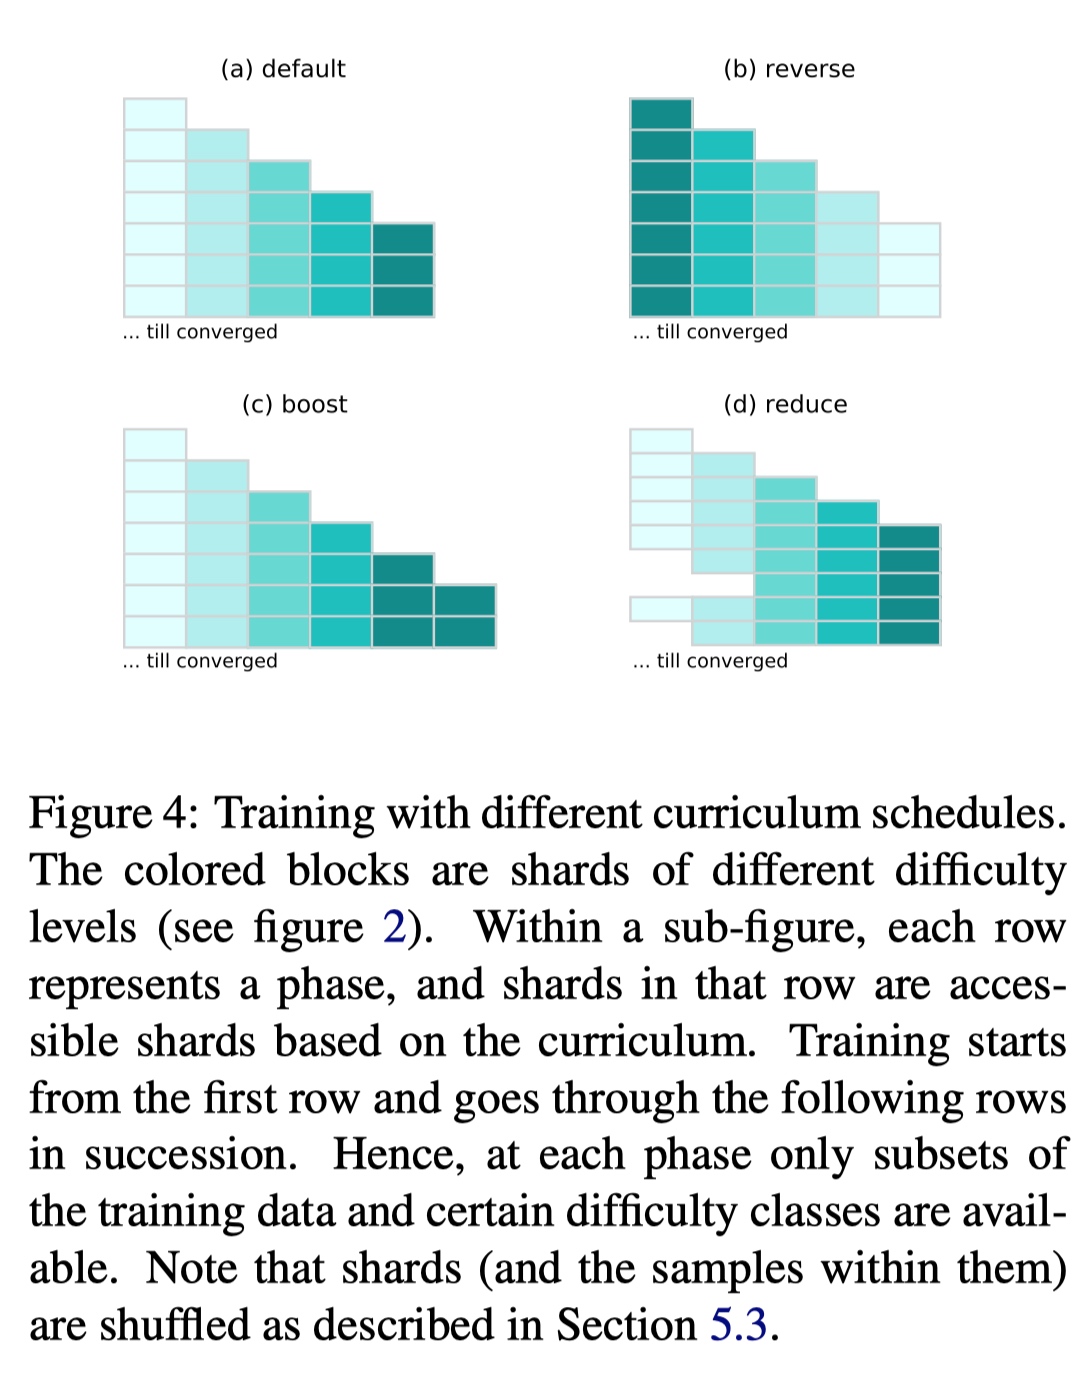 (a) default
(b) reverse
... till converged
... till converged
(c) boost
(d) reduce
... till converged
... till converged
Figure 4: Training with different curriculum schedules.
The colored blocks are shards of different difficulty
levels (see figure 2). Within a sub-figure, each row
represents a phase, and shards in that row are acces-
sible shards based on the curriculum. Training starts
from the first row and goes through the following rows
in succession. Hence, at each phase only subsets of
the training data and certain difficulty classes are avail-
able. Note that shards (and the samples within them)
are shuffled as described in Section 5.3.